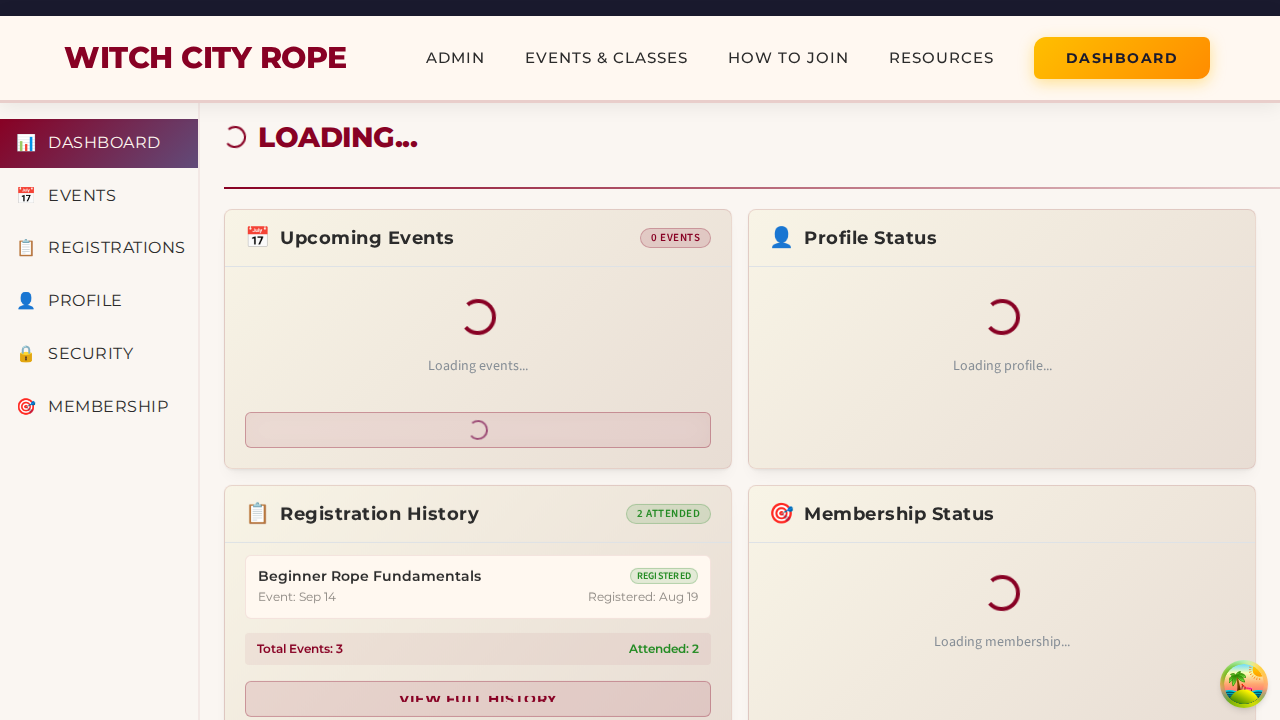 WITCH CITY ROPE
ADMIN
EVENTS & CLASSES
HOW TO JOIN
RESOURCES
DASHBOARD
DASHBOARD
EVENTS
REGISTRATIONS
PROFILE
SECURITY
MEMBERSHIP
LOADING...
Upcoming Events
0 EVENTS
Loading events...
Profile Status
Loading profile...
Registration History
2 ATTENDED
Beginner Rope Fundamentals
REGISTERED
Event: Sep 14
Registered: Aug 19
Total Events: 3
Attended: 2
VIEW FULL HISTORY
Membership Status
Loading membership...